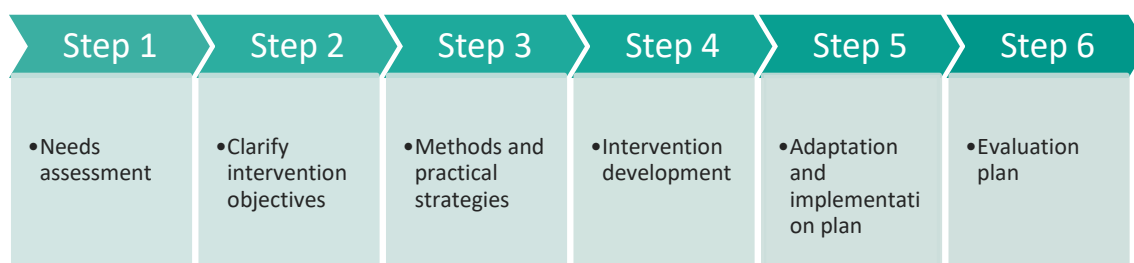 Step 1
Step 2
Step 3
Step 4
Step 5
Step 6
•Needs
assessment
•Clarify
intervention
objectives
•Methods and
practical
strategies
•Intervention
development
•Adaptation
and
implementati
on plan
•Evaluation
plan